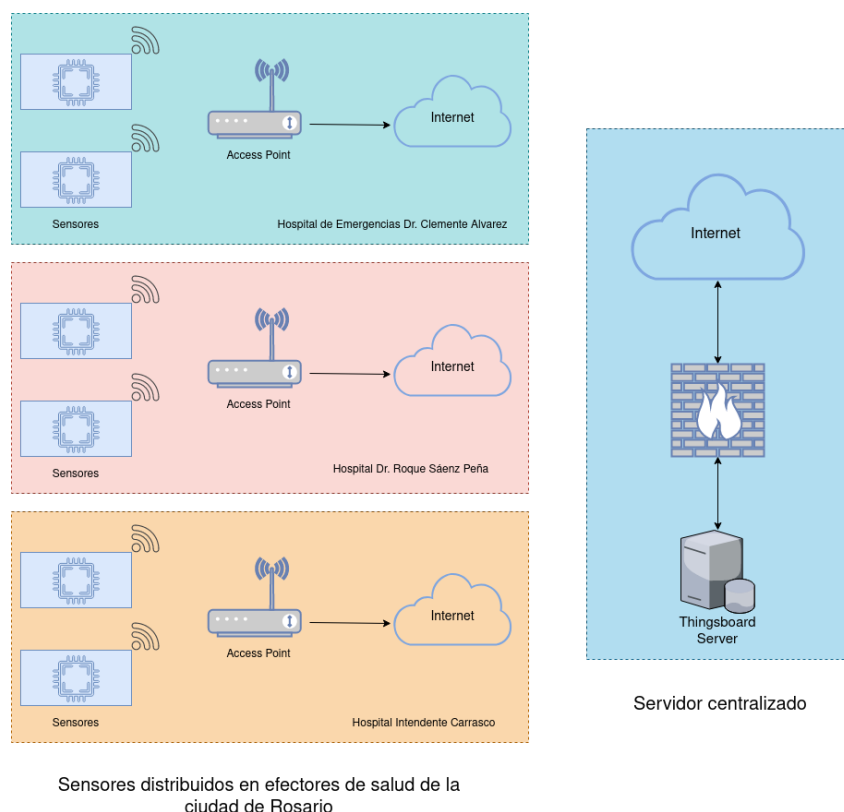 Internet
Access Point
Sensores
Hospital de Emergencias Dr. Clemente Alvarez
Internet
Access Point
Sensores
Hospital Dr. Roque Sáenz Peña
Internet
Access Point
Sensores
Hospital Intendente Carrasco
Sensores distribuidos en efectores de salud de la
ciudad de Rosario
Internet
Thingsboard
Server
Servidor centralizado